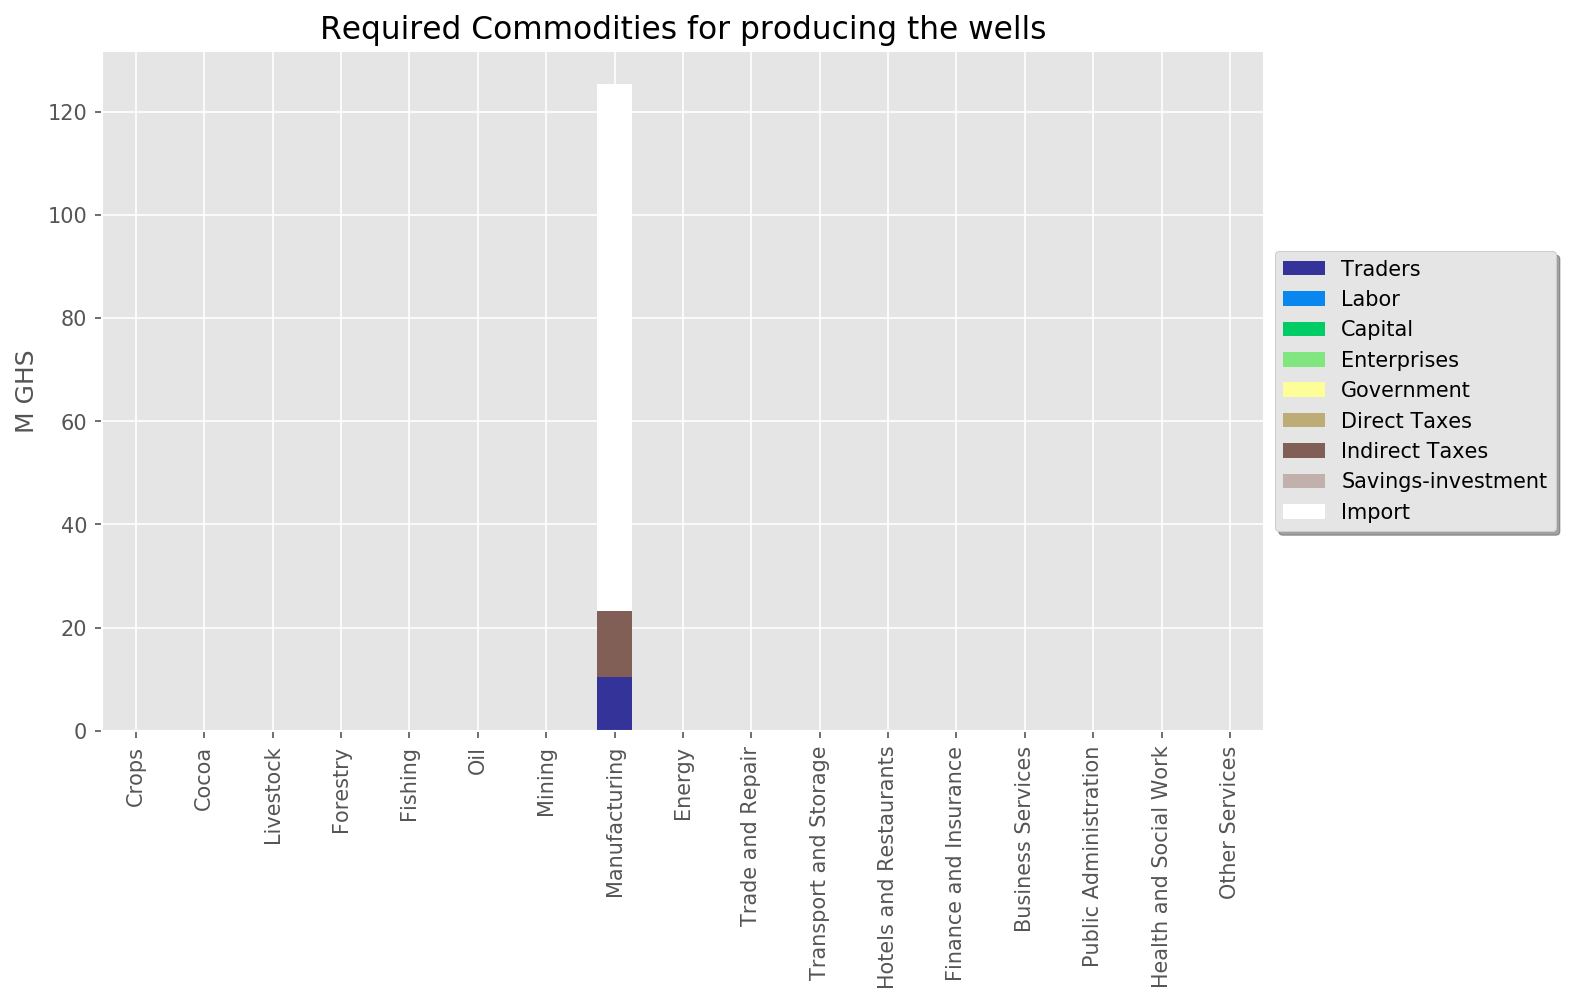 Required Commodities for producing the wells
M GHS
120
100
80
60
40
20
0
Crops
Cocoa
Livestock
Forestry
Fishing
Oil
Mining
Manufacturing
Energy
Trade and Repair
Transport and Storage
Hotels and Restaurants
Finance and Insurance
Business Services
Public Administration
Health and Social Work
Other Services
Traders
Labor
Capital
Enterprises
Government
Direct Taxes
Indirect Taxes
Savings-investment
Import